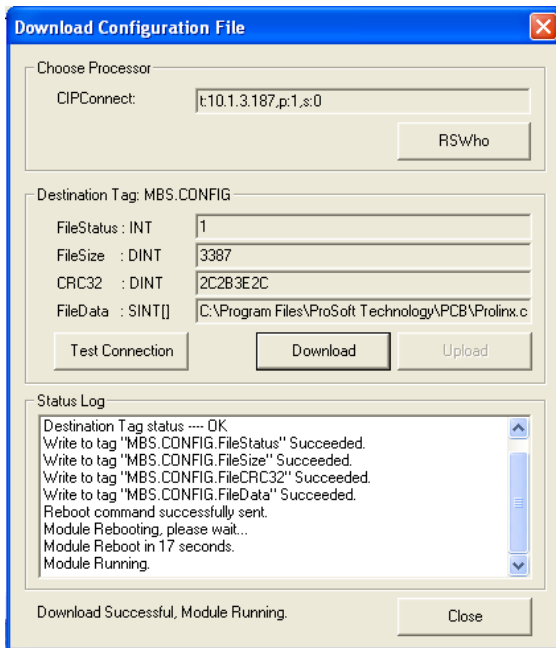 Download Configuration File
Choose Processor
CIPConnect: t:10.1.3.187,p:1,s:0
RSWho
Destination Tag: MBS.CONFIG
FileStatus : INT 1
FileSize : DINT 3387
CRC32 : DINT 2C2B3E2C
FileData : SINT[] C:\Program Files\ProSoft Technology\PCB\Prolinx.c
Test Connection Download Upload
Status Log
Destination Tag status ---- OK
Write to tag "MBS.CONFIG.FileStatus" Succeeded.
Write to tag "MBS.CONFIG.FileSize" Succeeded.
Write to tag "MBS.CONFIG.FileCRC32" Succeeded.
Write to tag "MBS.CONFIG.FileData" Succeeded.
Reboot command successfully sent.
Module Rebooting, please wait...
Module Reboot in 17 seconds.
Module Running.
Download Successful, Module Running.
Close